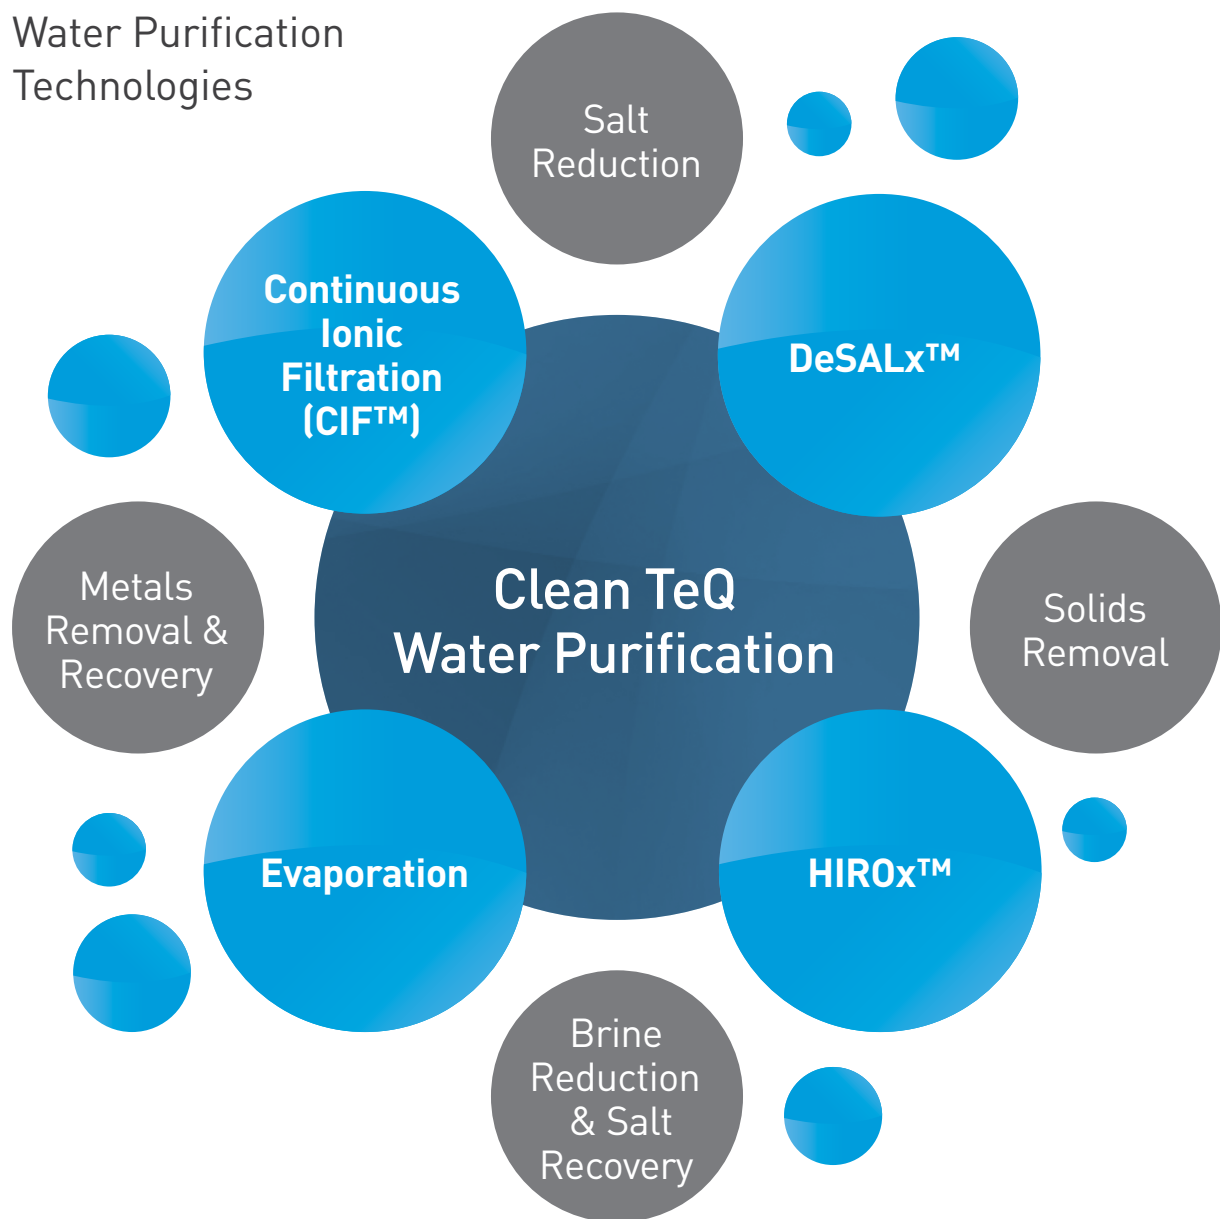 Water Purification
Technologies
Salt
Reduction
Continuous
Ionic
Filtration
(CIF™)
DeSALx™
Metals
Removal &
Recovery
Clean TeQ
Water Purification
Solids
Removal
Evaporation
HIROx™
Brine
Reduction
& Salt
Recovery